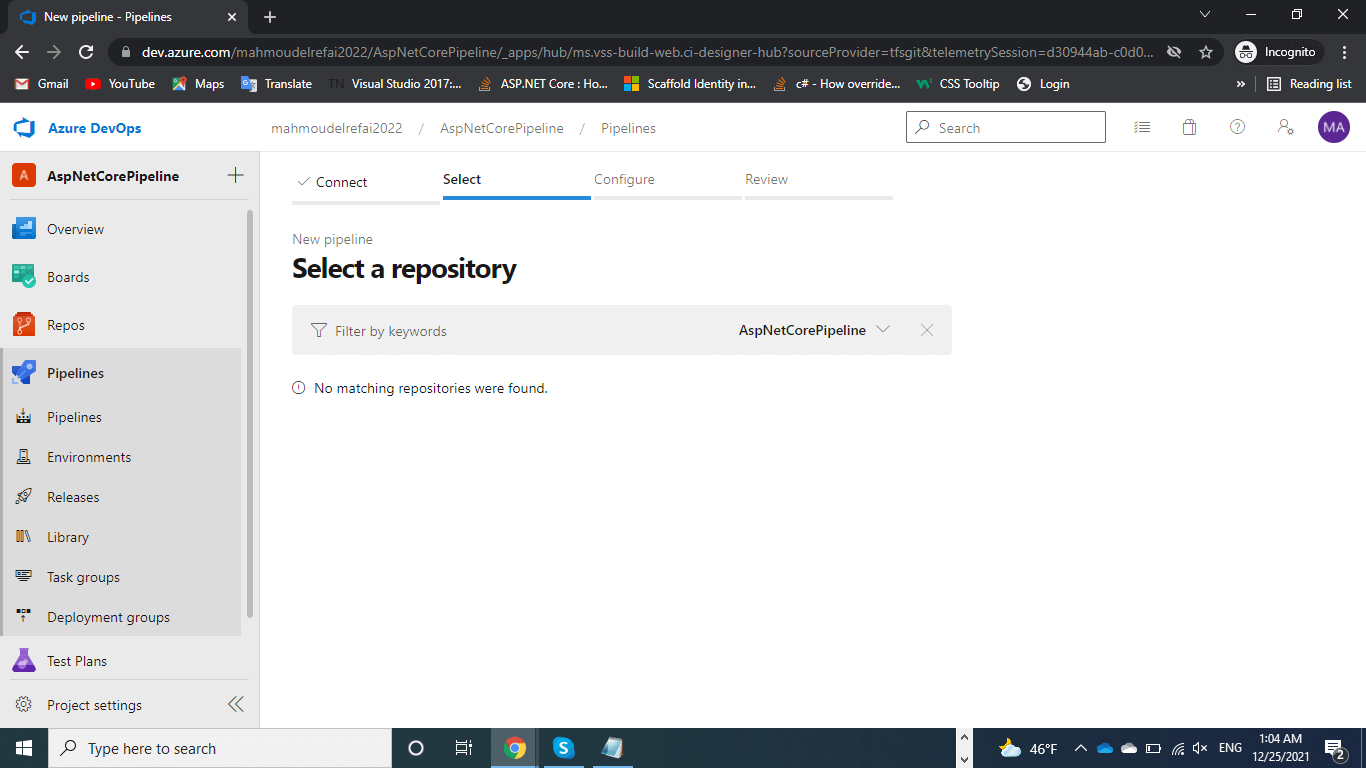 New pipeline - Pipelines
dev.azure.com/mahmoudelrefai2022/AspNetCorePipeline/_apps/hub/ms.vss-build-web.ci-designer-hub?sourceProvider=tfsgit&telemetrySession=d30944ab-c0d0...
Incognito
Gmail YouTube Maps Translate TN Visual Studio 2017:... ASP.NET Core : Ho... Scaffold Identity in... c# - How override... CSS Tooltip Login » Reading list
Azure DevOps
mahmoudelrefai2022 / AspNetCorePipeline / Pipelines
Search
MA
A AspNetCorePipeline
Overview
Boards
Repos
Pipelines
Pipelines
Environments
Releases
Library
Task groups
Deployment groups
Test Plans
Project settings
Connect Select Configure Review
New pipeline
Select a repository
Filter by keywords AspNetCorePipeline
No matching repositories were found.
Type here to search
46°F
ENG
1:04 AM
12/25/2021
2